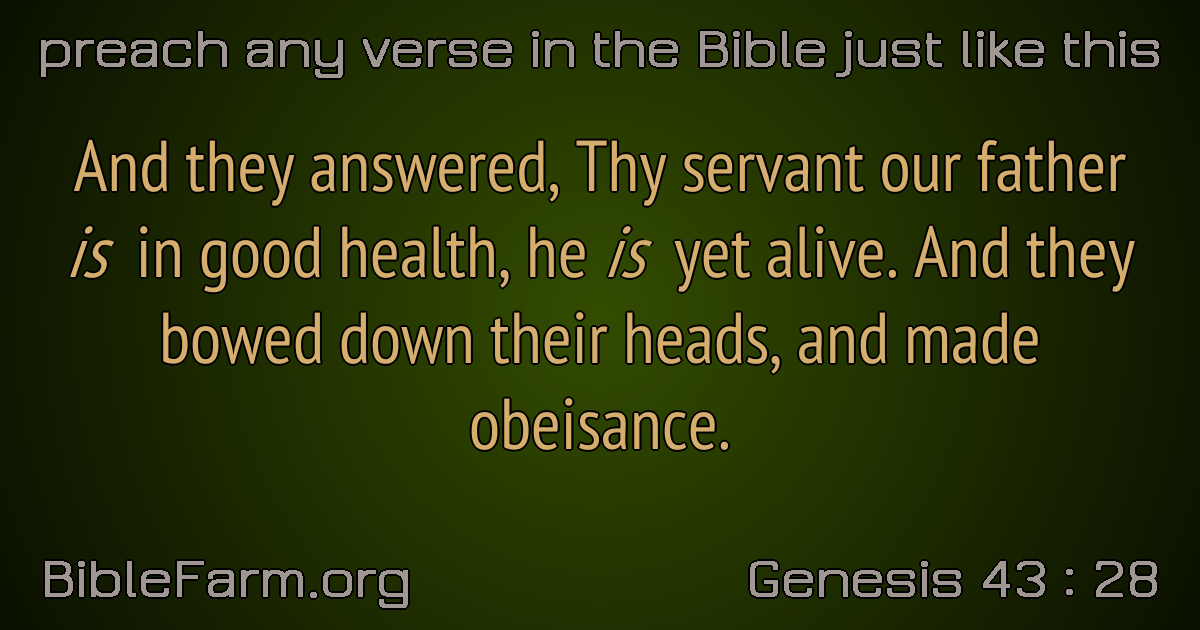 preach any verse in the Bible just like this
And they answered, Thy servant our father
is in good health, he is yet alive. And they
bowed down their heads, and made
obeisance.
BibleFarm.org
Genesis 43 : 28